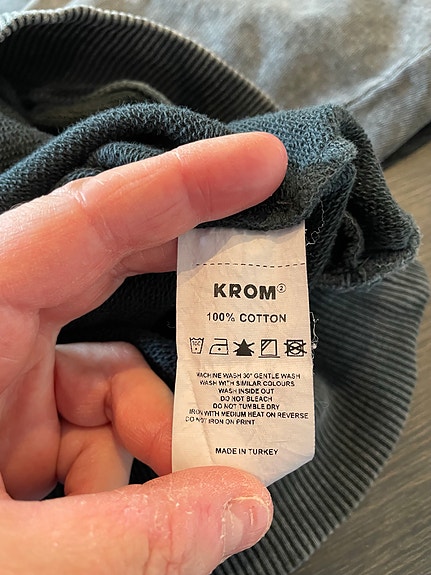 KROM②
100% COTTON
MACHINE WASH 30° GENTLE WASH
WASH WITH SIMILAR COLOURS
WASH INSIDE OUT
DO NOT BLEACH
DO NOT TUMBLE DRY
IRON WITH MEDIUM HEAT ON REVERSE
DO NOT IRON ON PRINT
MADE IN TURKEY